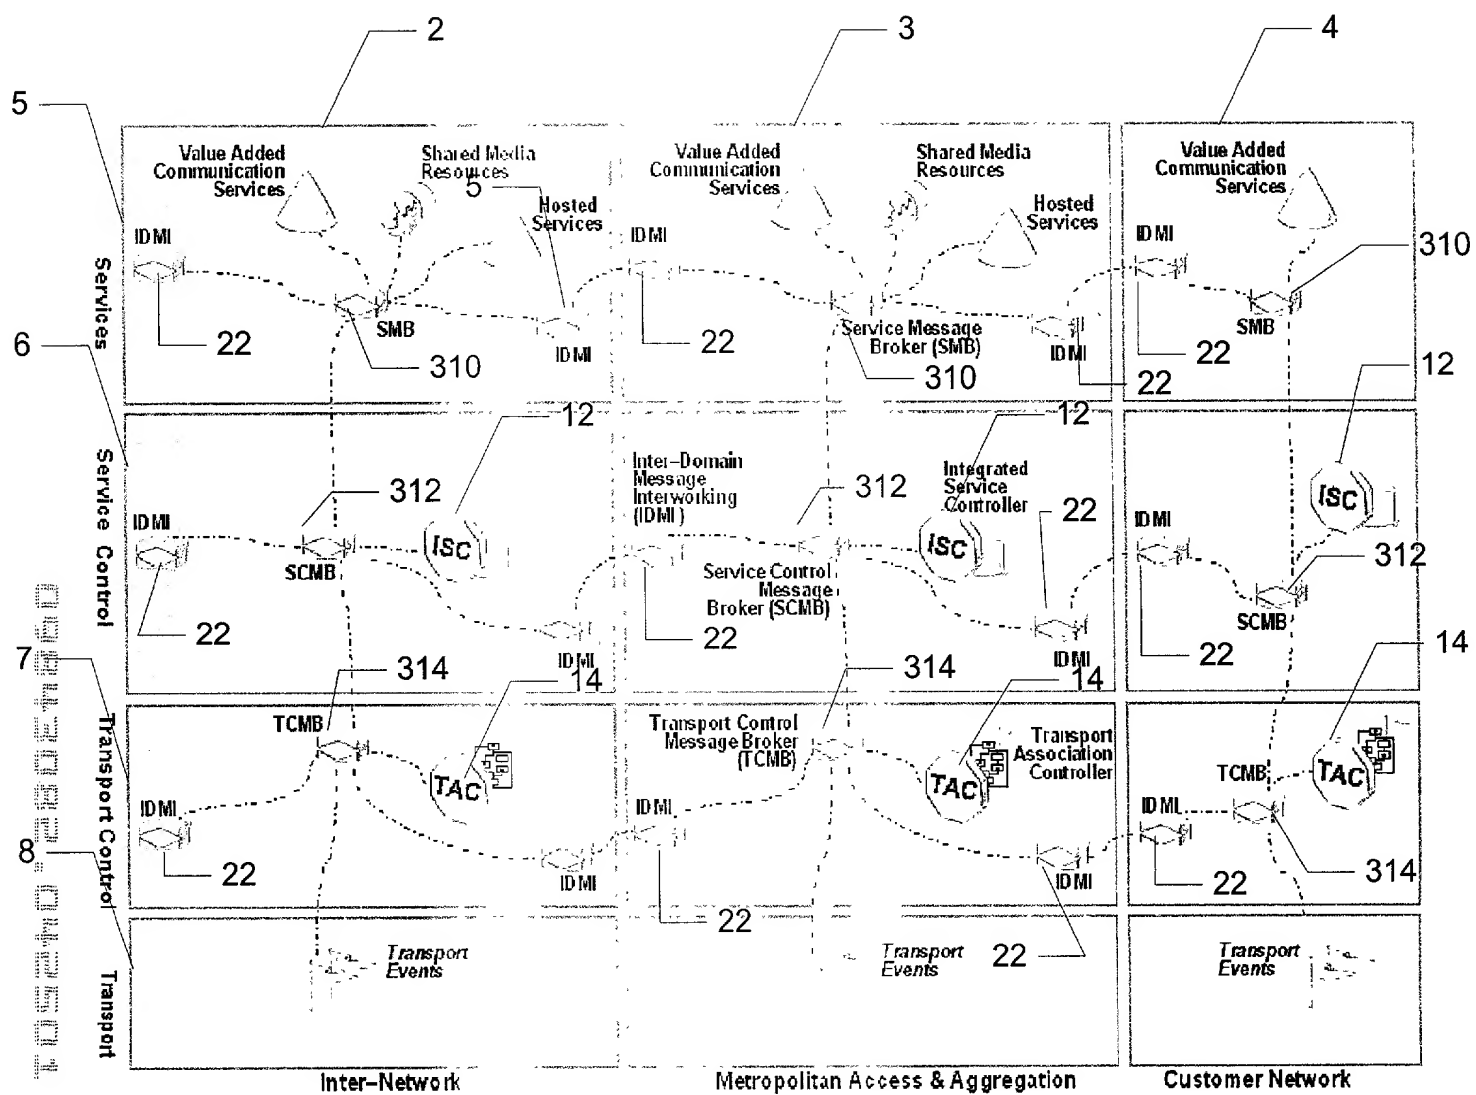 2
3
4
5
Value Added
Communication
Services
Shared Media
Resources
5
Hosted
Services
Value Added
Communication
Services
Shared Media
Resources
Hosted
Services
Value Added
Communication
Services
IDMI
IDMI
IDMI
310
Services
SMB
IDMI
Service Message
Broker (SMB)
IDMI
SMB
22
22
22
22
310
310
6
12
12
12
Service Control
IDMI
312
ISC
SCMB
IDMI
22
Inter-Domain
Message
Interworking
(IDMI)
312
Integrated
Service
Controller
ISC
22
Service Control
Message
Broker (SCMB)
22
IDMI
IDMI
ISC
312
SCMB
22
7
314
14
314
14
14
Transport Control
TCMB
TAC
IDMI
22
IDMI
Transport Control
Message Broker
(TCMB)
TAC
Transport
Association
Controller
IDMI
22
IDMI
22
TCMB
TAC
IDMI
22
314
8
Transport
Transport
Events
Transport
Events
Transport
Events
Inter-Network
Metropolitan Access & Aggregation
Customer Network